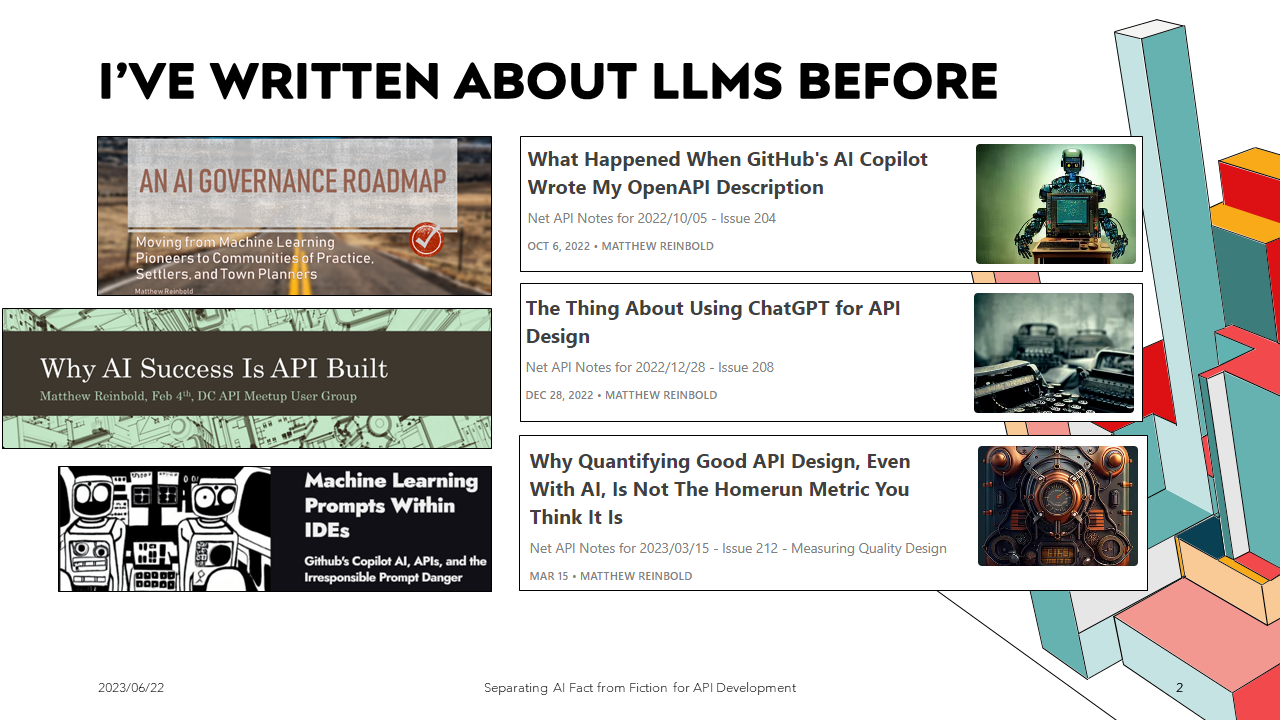 I'VE WRITTEN ABOUT LLMS BEFORE
AN AI GOVERNANCE ROADMAP
Moving from Machine Learning
Pioneers to Communities of Practice,
Settlers, and Town Planners
Matthew Reinbold
Why AI Success Is API Built
Matthew Reinbold, Feb 4th, DC API Meetup User Group
Machine Learning
Prompts Within
IDEs
Github's Copilot AI, APIs, and the
Irresponsible Prompt Danger
What Happened When GitHub's AI Copilot
Wrote My OpenAPI Description
Net API Notes for 2022/10/05 - Issue 204
OCT 6, 2022 • MATTHEW REINBOLD
The Thing About Using ChatGPT for API
Design
Net API Notes for 2022/12/28 - Issue 208
DEC 28, 2022 • MATTHEW REINBOLD
Why Quantifying Good API Design, Even
With AI, Is Not The Homerun Metric You
Think It Is
Net API Notes for 2023/03/15 - Issue 212 - Measuring Quality Design
MAR 15 • MATTHEW REINBOLD
2023/06/22
Separating AI Fact from Fiction for API Development
2